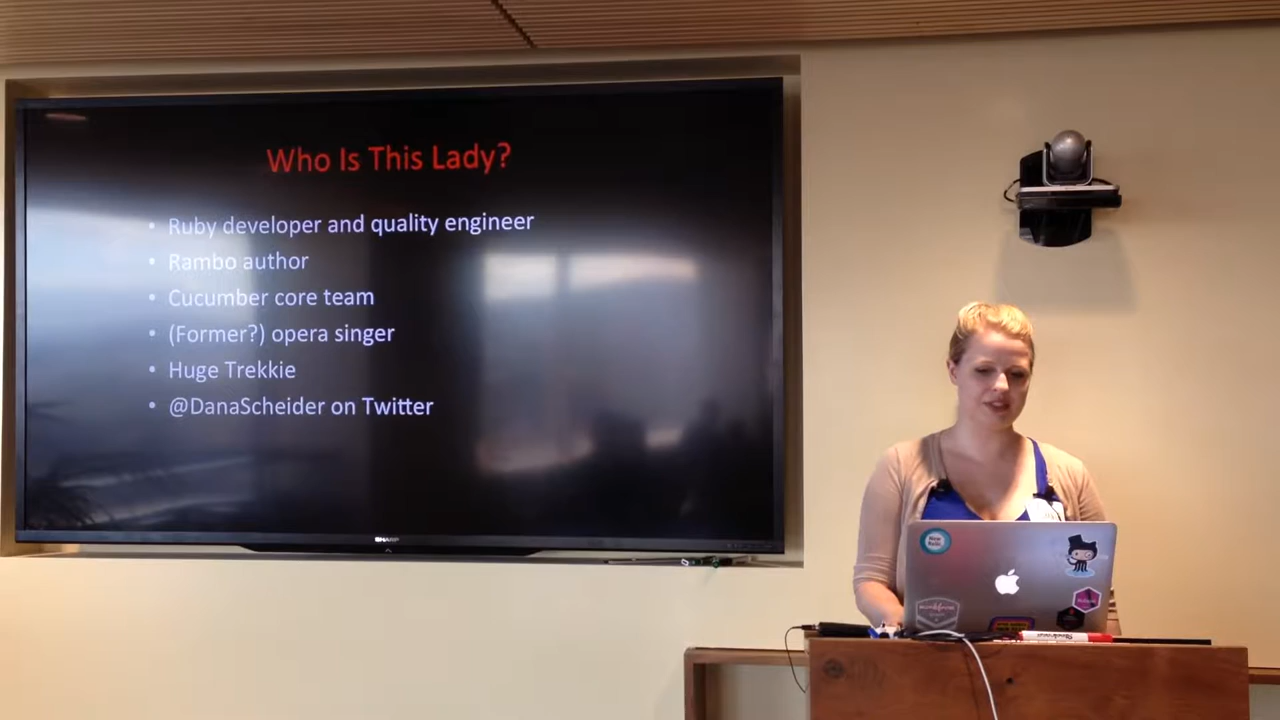 Who Is This Lady?
• Ruby developer and quality engineer
• Rambo author
• Cucumber core team
• (Former?) opera singer
• Huge Trekkie
• @DanaScheider on Twitter
SHARP